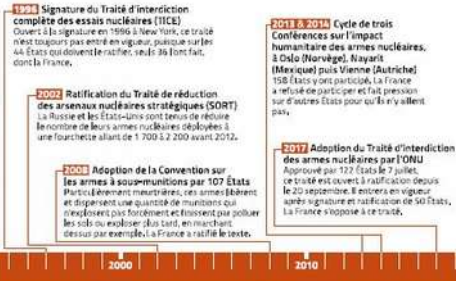 1996 Signature du Traité d'interdiction
complète des essais nucléaires (TICE)
Ouvert à la signature en 1996 à New York, ce traité
n'est toujours pas entré en vigueur, puisque sur les
44 États qui doivent le ratifier, seuls 36 l'ont fait,
dont la France.
2002 Ratification du Traité de réduction
des arsenaux nucléaires stratégiques (SORT)
La Russie et les États-Unis sont tenus de réduire
le nombre de leurs armes nucléaires déployées à
une fourchette allant de 1 700 à 2 200 avant 2012.
2008 Adoption de la Convention sur
les armes à sous-munitions par 107 États
Particulièrement meurtrières, ces armes libèrent
et dispersent une quantité de munitions qui
n'explosent pas forcément et finissent par polluer
les sols ou exploser plus tard, en marchant
dessus par exemple. La France a ratifié le texte.
2013 & 2014 Cycle de trois
Conférences sur l'impact
humanitaire des armes nucléaires,
à Oslo (Norvège), Nayarit
(Mexique) puis Vienne (Autriche)
158 États y ont participé. La France
a refusé de participer et fait pression
sur d'autres États pour qu'ils n'y aillent
pas.
2017 Adoption du Traité d'interdiction
des armes nucléaires par l'ONU
Approuvé par 122 États le 7 juillet,
ce traité est ouvert à ratification depuis
le 20 septembre. Il entrera en vigueur
après signature et ratification de 50 États.
La France s'oppose à ce traité.
2000
2010